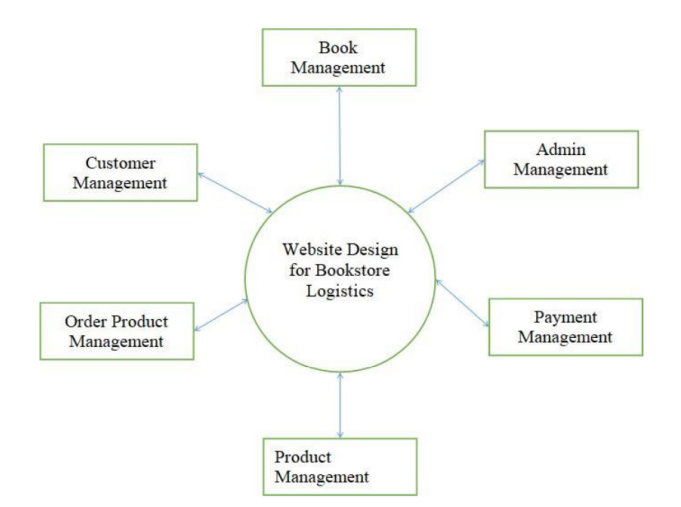 Book
Management
Admin
Management
Customer
Management
Website Design
for Bookstore
Logistics
Order Product
Management
Payment
Management
Product
Management